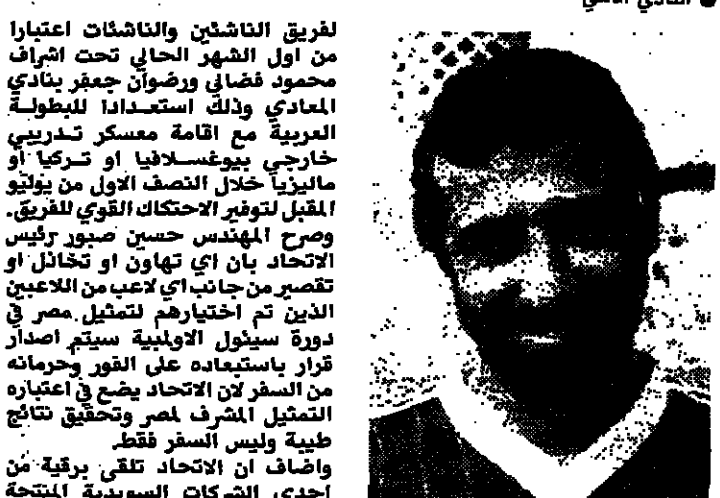 لفريق الناشئين والناشئات اعتبارا
من اول الشهر الحالي تحت اشراف
محمود فضالي ورضوان جعفر بنادي
المعادي وذلك استعدادا للبطولة
العربية مع اقامة معسكر تدريبي
خارجي بيوغسلافيا او تركيا أو
ماليزيا خلال النصف الاول من يوليو
المقبل لتوفير الاحتكاك القوي للفريق.
وصرح المهندس حسين صبور رئيس
الاتحاد بان اي تهاون او تخاذل او
تقصير من جانب اي لاعب من اللاعبين
الذين تم اختيارهم لتمثيل مصر في
دورة سيئول الاولمبية سيتم اصدار
قرار باستبعاده على الفور وحرمانه
من السفر لان الاتحاد يضع في اعتباره
التمثيل المشرف لمصر وتحقيق نتائج
طيبة وليس السفر فقط.
واضاف ان الاتحاد تلقى برقية من
احدى الشركات السويدية المنتجة